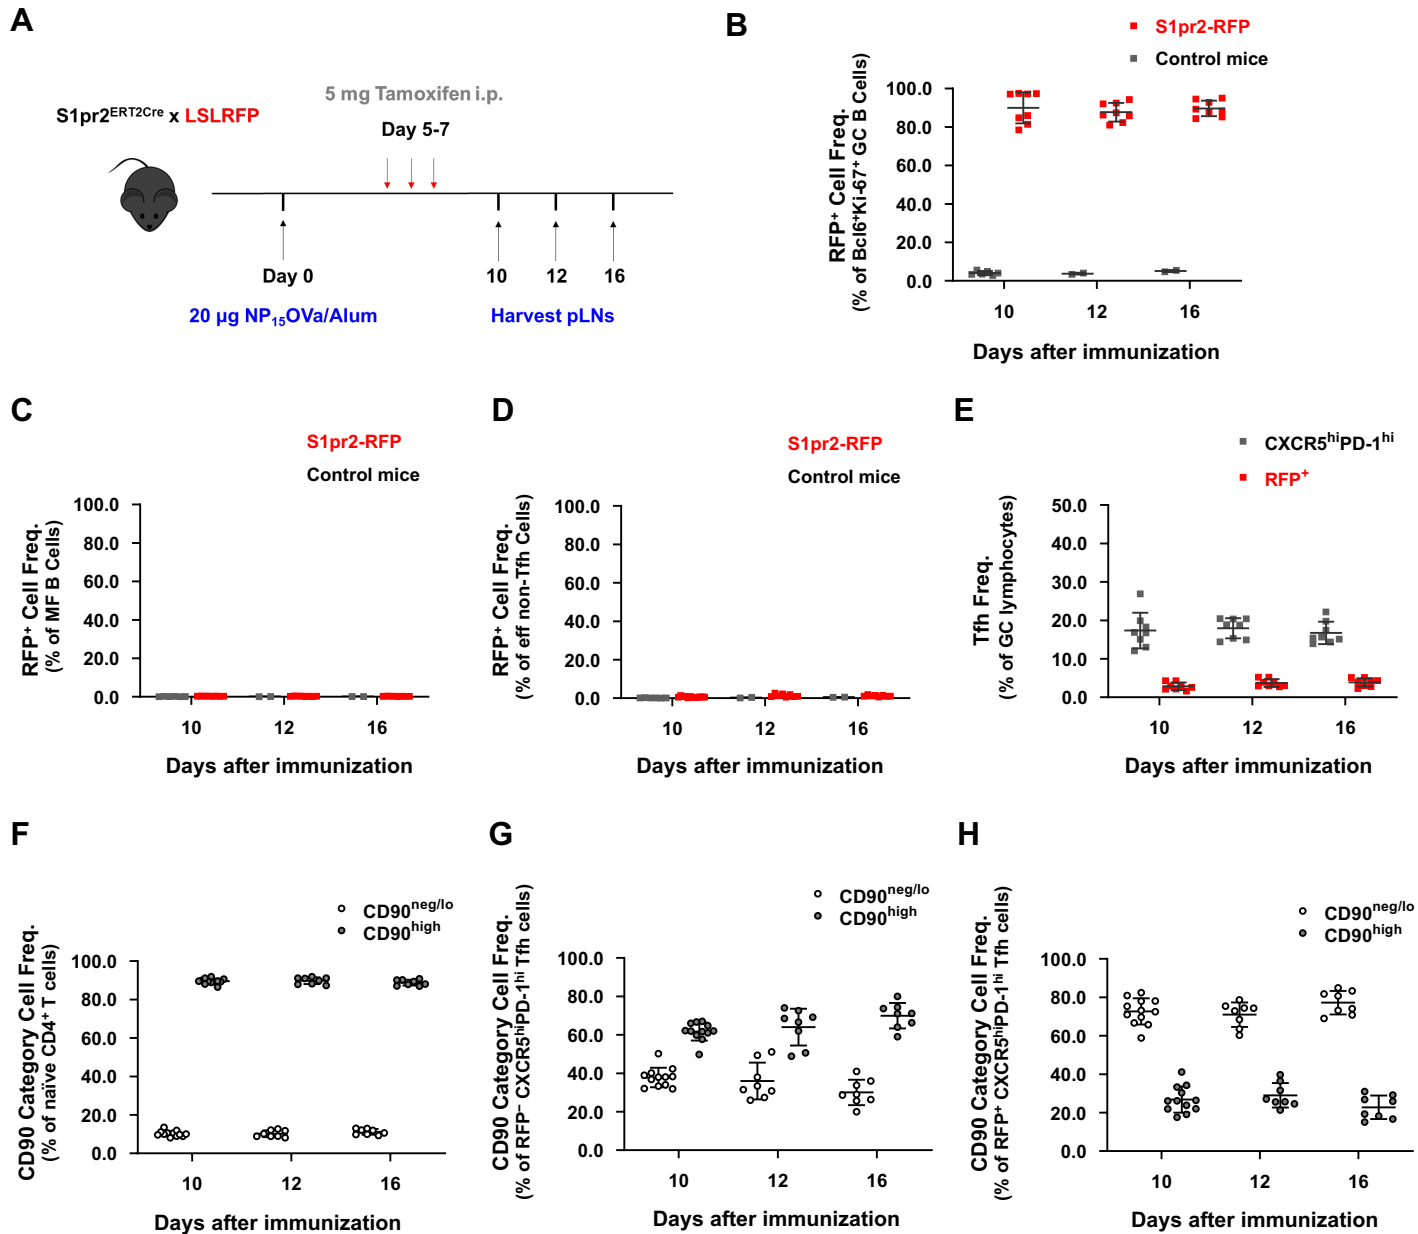 A
S1pr2ERT2Cre x LSLRFP
5 mg Tamoxifen i.p.
Day 5-7
Day 0
10
12
16
20 µg NP15OVa/Alum
Harvest pLNs
B
S1pr2-RFP
Control mice
RFP+ Cell Freq.
(% of Bcl6+Ki-67+ GC B Cells)
100.0
80.0
60.0
40.0
20.0
0.0
10
12
16
Days after immunization
C
S1pr2-RFP
Control mice
RFP+ Cell Freq.
(% of MF B Cells)
100.0
80.0
60.0
40.0
20.0
0.0
10
12
16
Days after immunization
D
S1pr2-RFP
Control mice
RFP+ Cell Freq.
(% of eff non-Tfh Cells)
100.0
80.0
60.0
40.0
20.0
0.0
10
12
16
Days after immunization
E
CXCR5hiPD-1hi
RFP+
Tfh Freq.
(% of GC lymphocytes)
50.0
40.0
30.0
20.0
10.0
0.0
10
12
16
Days after immunization
F
CD90neg/lo
CD90high
CD90 Category Cell Freq.
(% of naïve CD4+ T cells)
100.0
80.0
60.0
40.0
20.0
0.0
10
12
16
Days after immunization
G
CD90neg/lo
CD90high
CD90 Category Cell Freq.
(% of RFP− CXCR5hiPD-1hi Tfh cells)
100.0
80.0
60.0
40.0
20.0
0.0
10
12
16
Days after immunization
H
CD90neg/lo
CD90high
CD90 Category Cell Freq.
(% of RFP+ CXCR5hiPD-1hi Tfh cells)
100.0
80.0
60.0
40.0
20.0
0.0
10
12
16
Days after immunization